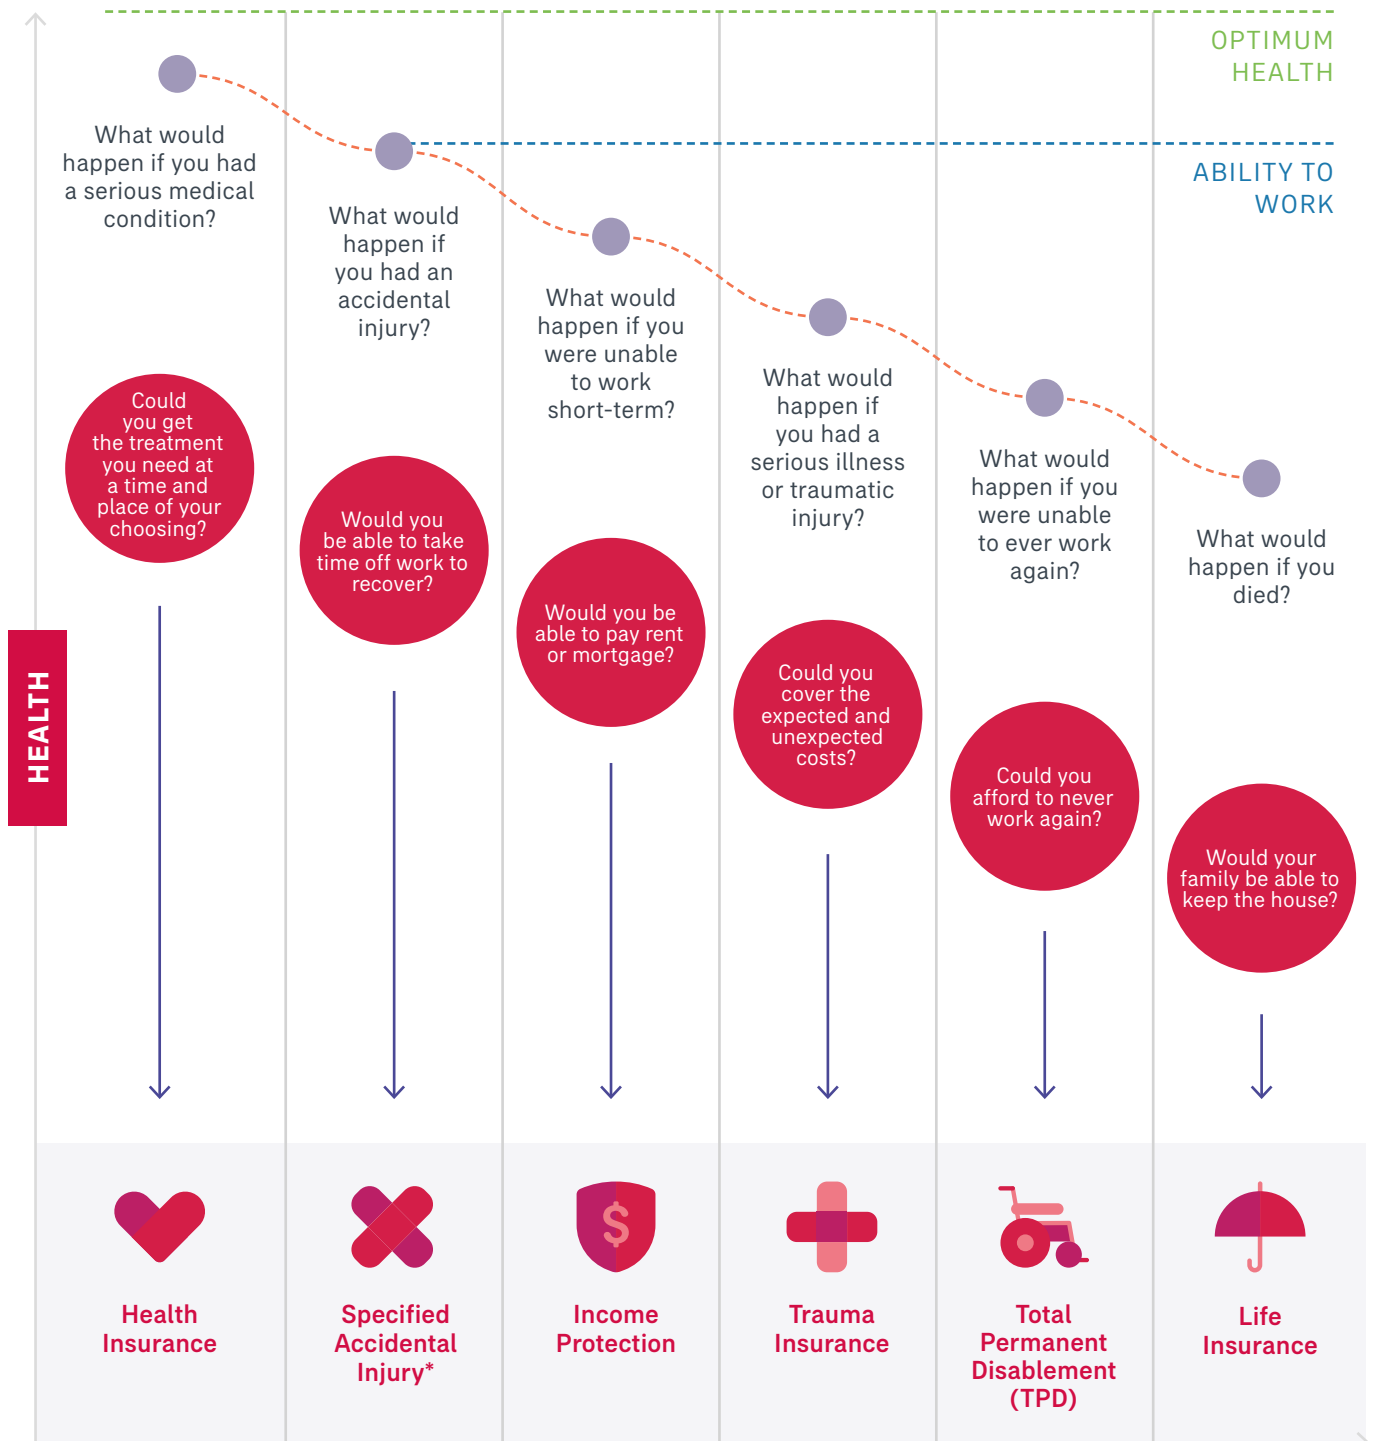 OPTIMUM
HEALTH
ABILITY TO
WORK
HEALTH
What would
happen if you had
a serious medical
condition?
Could
you get
the treatment
you need at
a time and
place of your
choosing?
Health
Insurance
What would
happen if
you had an
accidental
injury?
Would you
be able to take
time off work to
recover?
Specified
Accidental
Injury*
What would
happen if you
were unable
to work
short-term?
Would you be
able to pay rent
or mortgage?
$
Income
Protection
What would
happen if
you had a
serious illness
or traumatic
injury?
Could you
cover the
expected and
unexpected
costs?
Trauma
Insurance
What would
happen if you
were unable
to ever work
again?
Could you
afford to never
work again?
Total
Permanent
Disablement
(TPD)
What would
happen if you
died?
Would your
family be able to
keep the house?
Life
Insurance